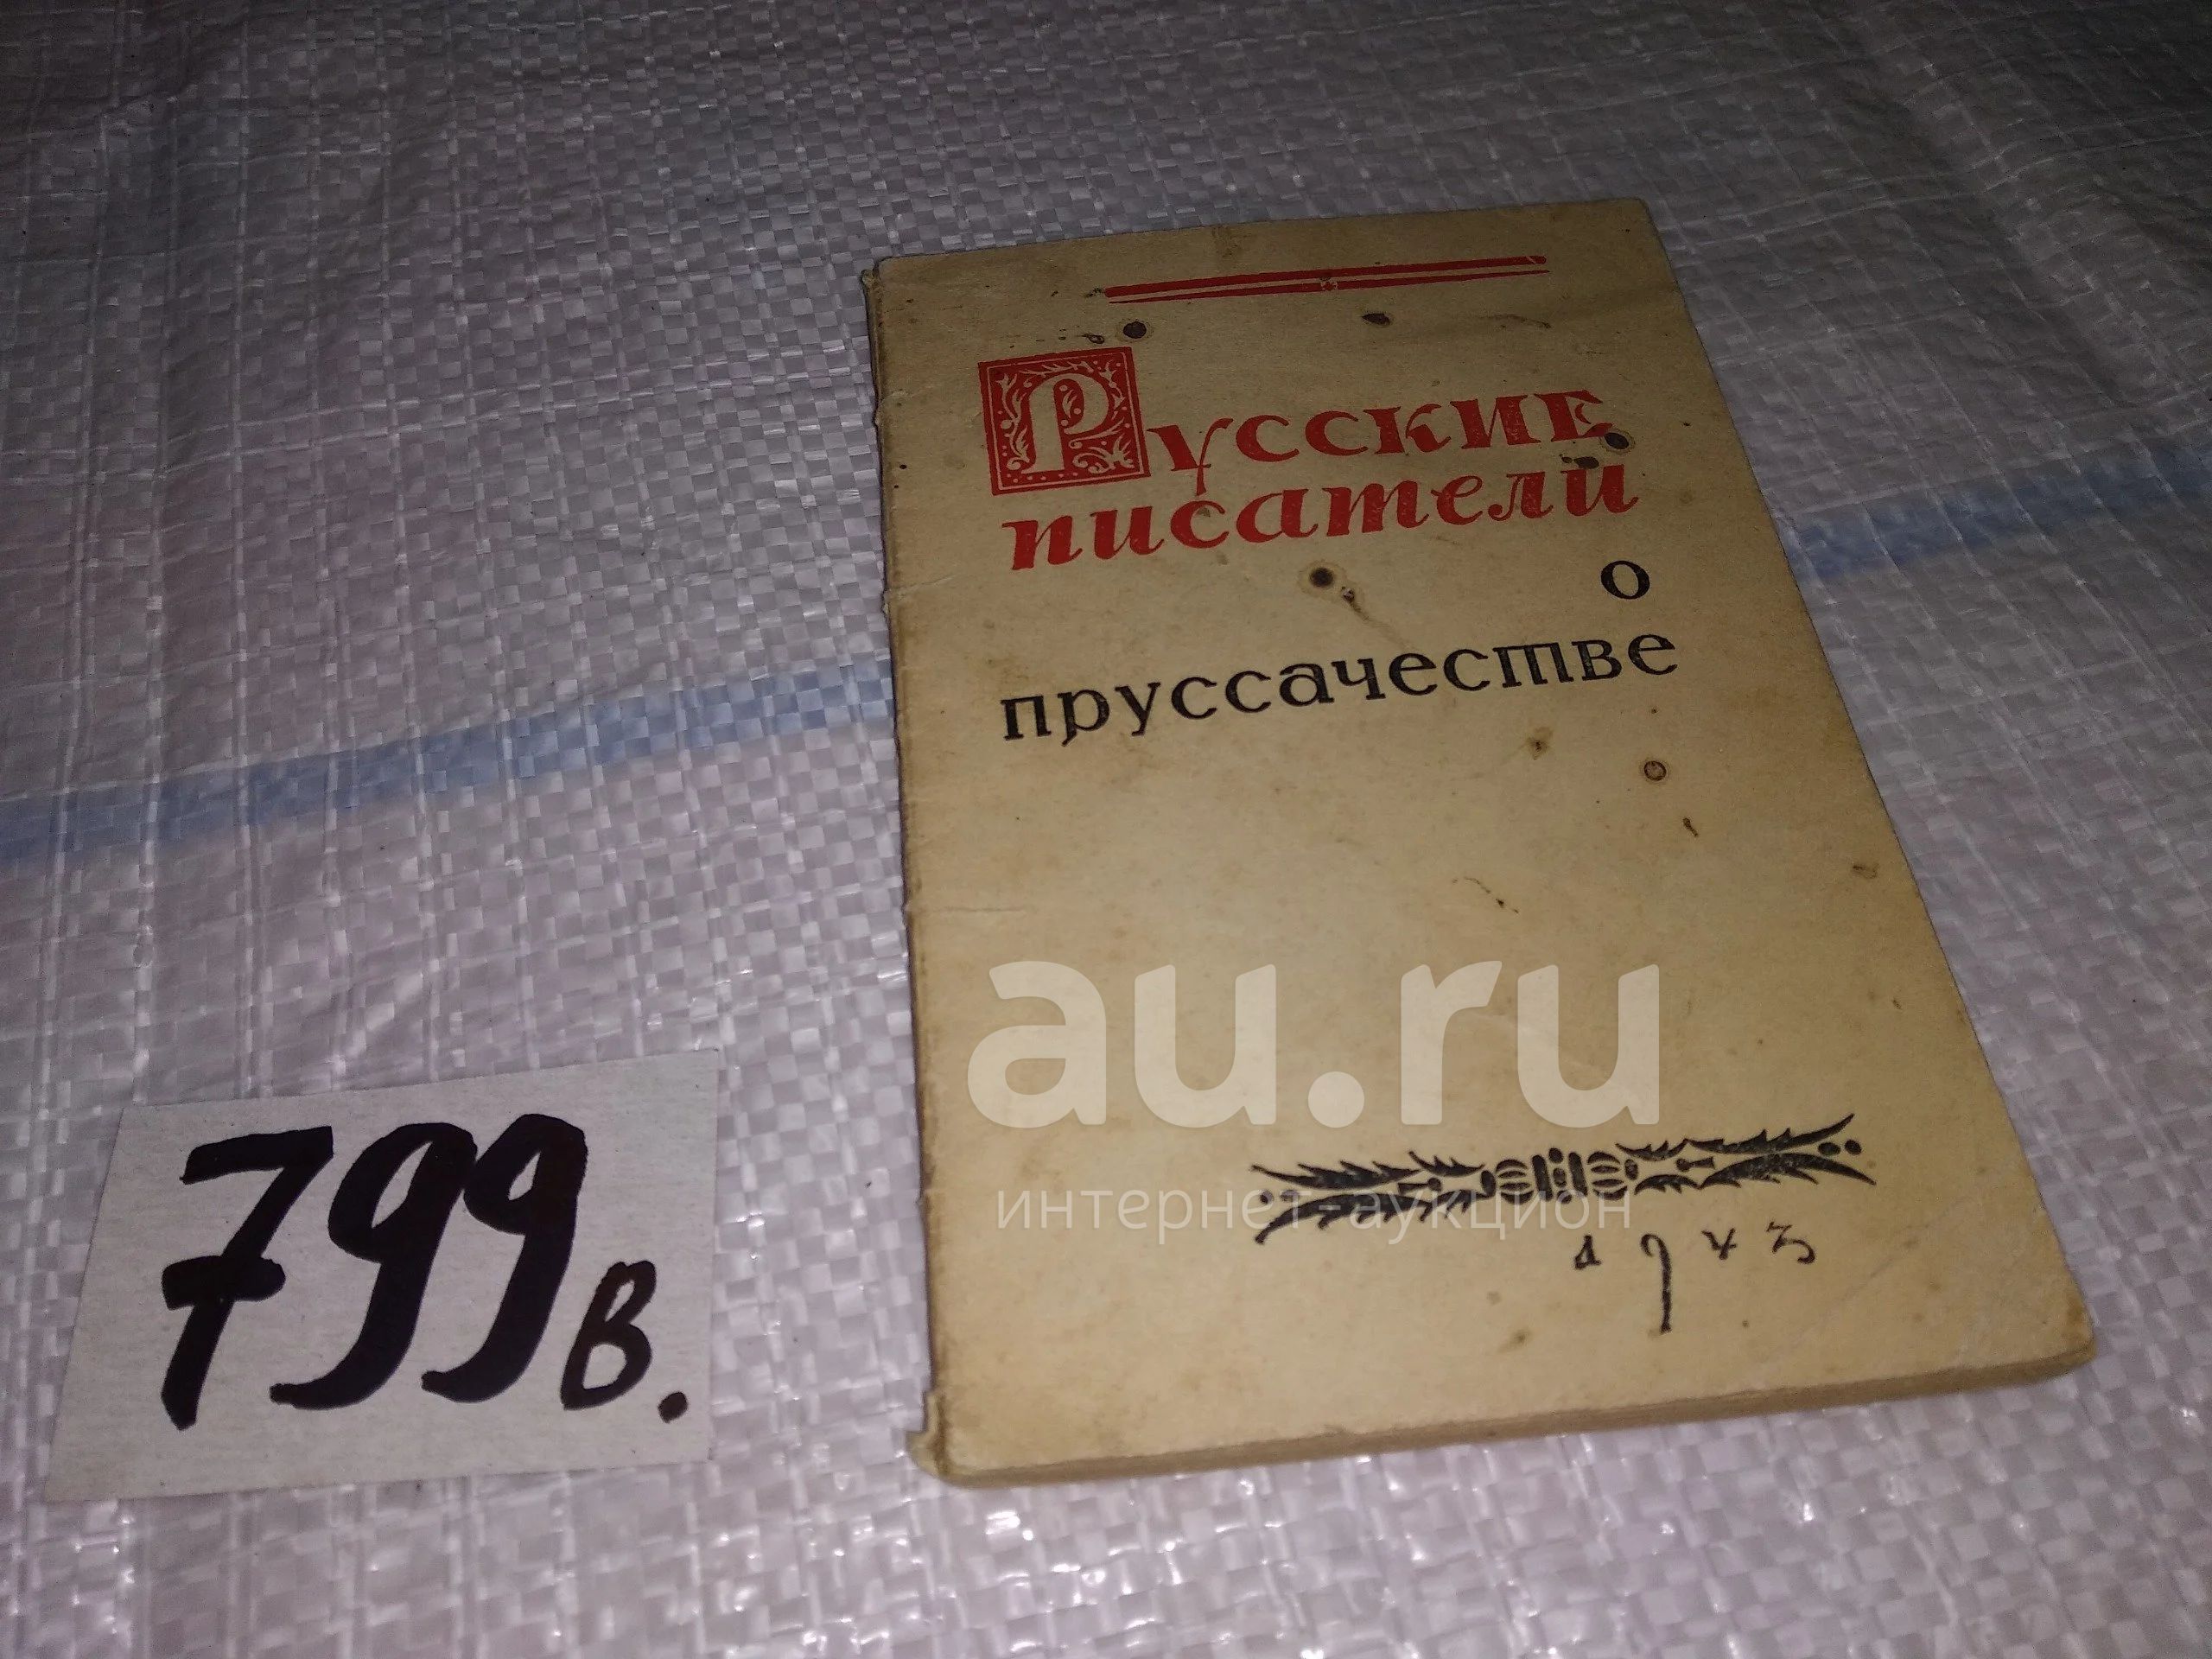 Русские
писатели
о
пруссачестве
au.ru
интернет-аукцион
1943
799в.